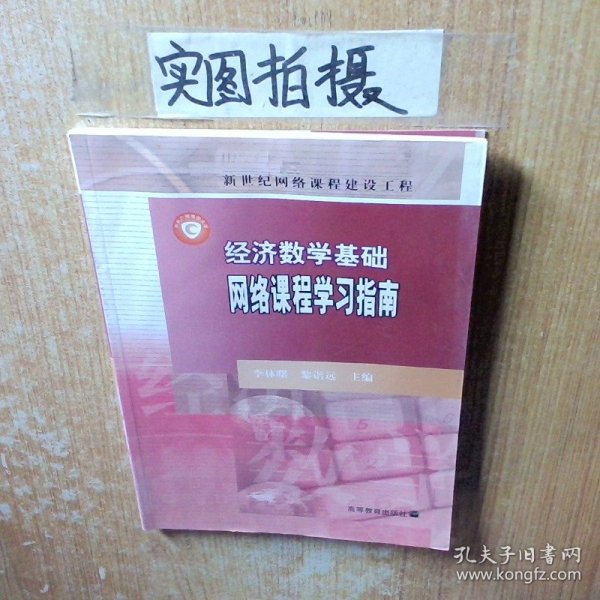 实图拍摄
新世纪网络课程建设工程
经济数学基础
网络课程学习指南
李林曙 黎诣远 主编
经
数
高等教育出版社
孔夫子旧书网
www.kongfz.com